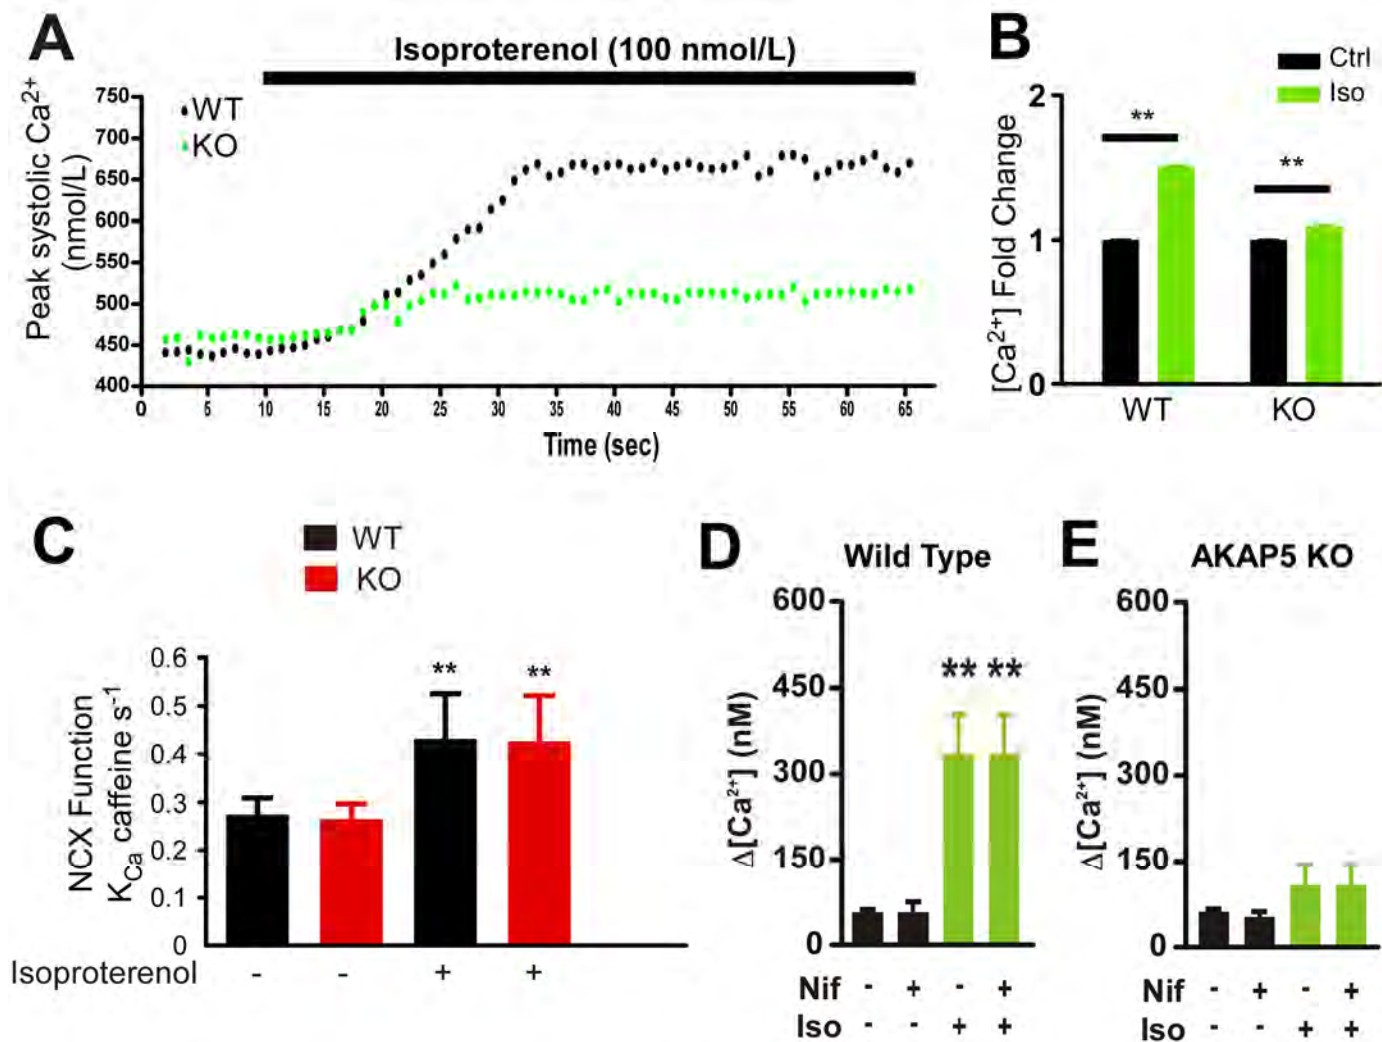 A
Isoproterenol (100 nmol/L)
Peak systolic Ca2+
(nmol/L)
750
700
650
600
550
500
450
400
WT
KO
0 5 10 15 20 25 30 35 40 45 50 55 60 65
Time (sec)
B
Ctrl
Iso
[Ca2+] Fold Change
2
1
0
**
**
WT KO
C
WT
KO
NCX Function
KCa caffeine s-1
0.6
0.5
0.4
0.3
0.2
0.1
0
** **
Isoproterenol - - + +
D
Wild Type
Δ[Ca2+] (nM)
600
450
300
150
0
** **
Nif - + - +
Iso - - + +
E
AKAP5 KO
Δ[Ca2+] (nM)
600
450
300
150
0
Nif - + - +
Iso - - + +